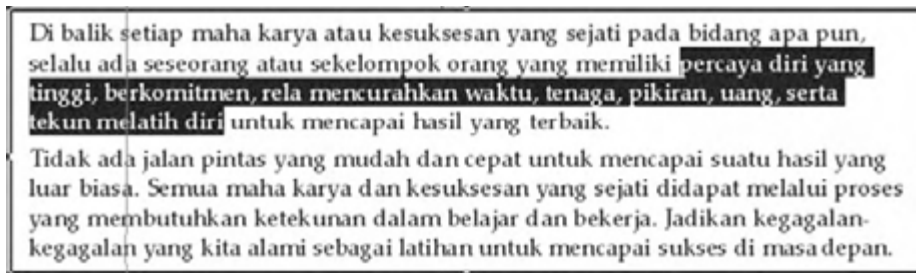 Di balik setiap maha karya atau kesuksesan yang sejati pada bidang apa pun,
selalu ada seseorang atau sekelompok orang yang memiliki percaya diri yang
tinggi, berkomitmen, rela mencurahkan waktu, tenaga, pikiran, uang, serta
tekun melatih diri untuk mencapai hasil yang terbaik.
Tidak ada jalan pintas yang mudah dan cepat untuk mencapai suatu hasil yang
luar biasa. Semua maha karya dan kesuksesan yang sejati didapat melalui proses
yang membutuhkan ketekunan dalam belajar dan bekerja. Jadikan kegagalan-
kegagalan yang kita alami sebagai latihan untuk mencapai sukses di masa depan.